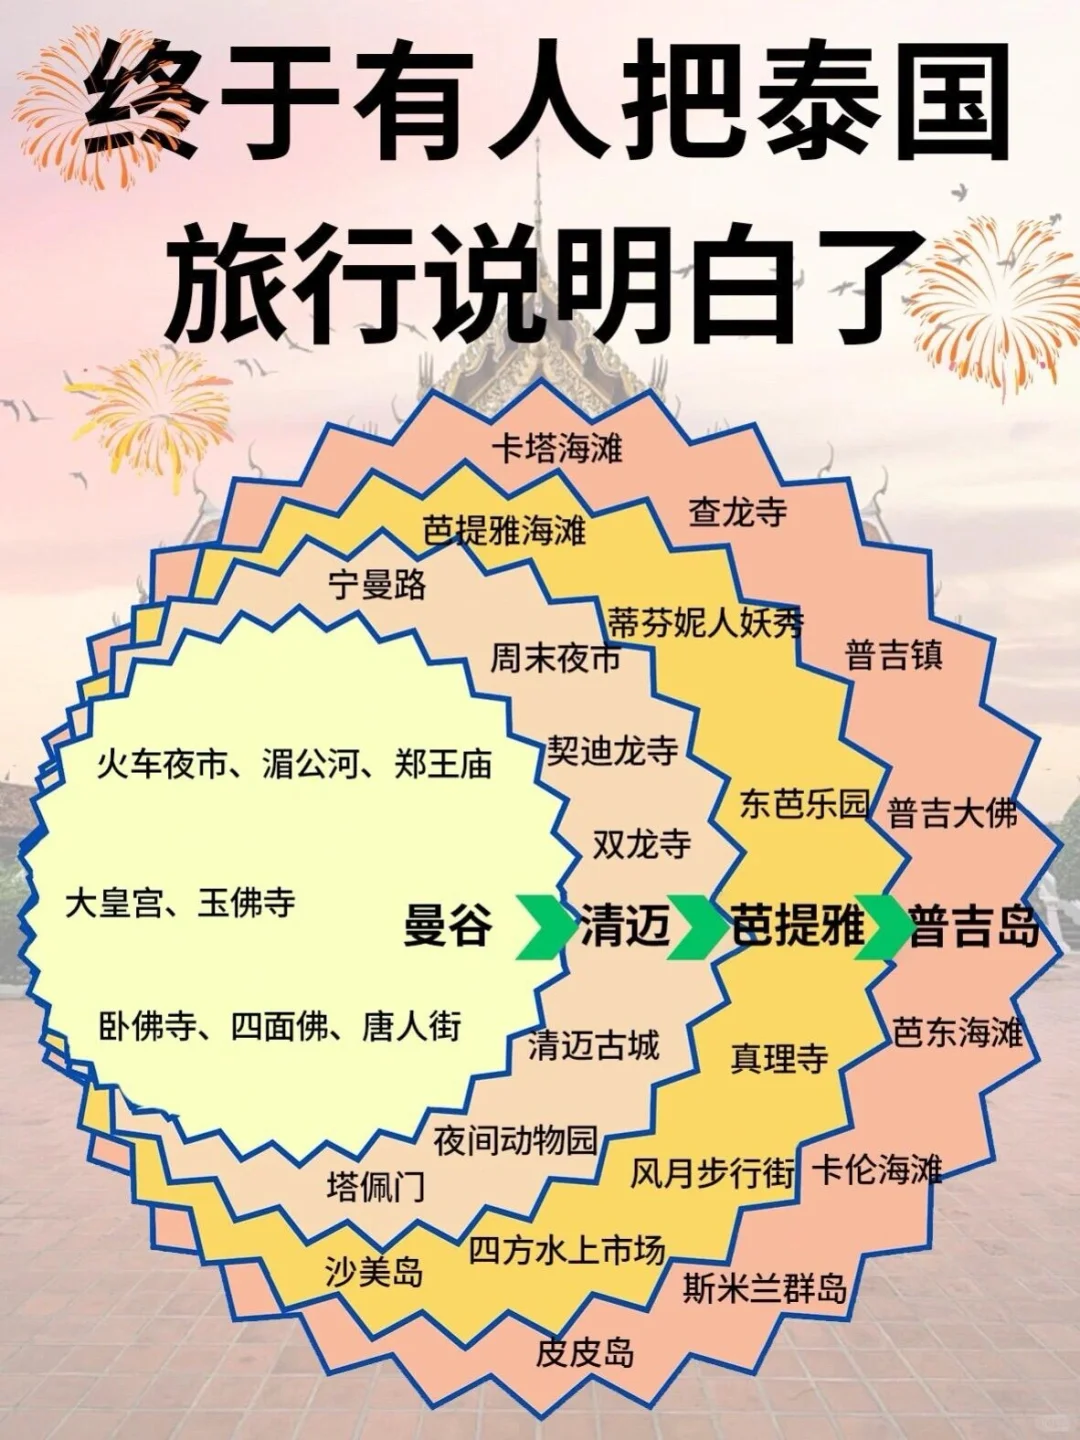 终于有人把泰国
旅行说明白了
卡塔海滩
查龙寺
芭提雅海滩
宁曼路
蒂芬妮人妖秀
周末夜市
普吉镇
火车夜市、湄公河、郑王庙
契迪龙寺
东芭乐园
普吉大佛
双龙寺
大皇宫、玉佛寺
曼谷
清迈
芭提雅
普吉岛
卧佛寺、四面佛、唐人街
清迈古城
真理寺
芭东海滩
夜间动物园
塔佩门
风月步行街
卡伦海滩
沙美岛
四方水上市场
斯米兰群岛
皮皮岛